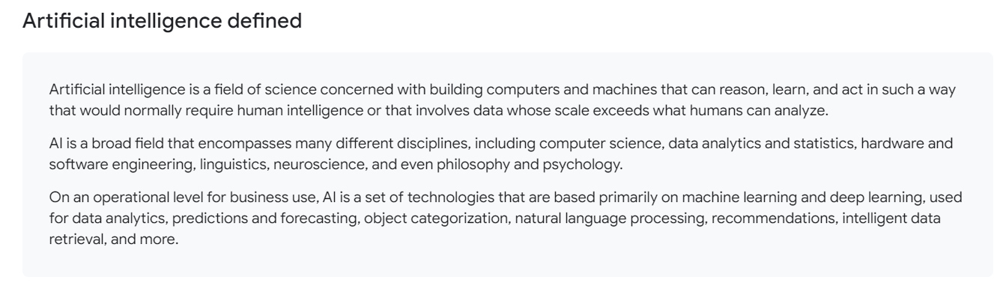 Artificial intelligence defined
Artificial intelligence is a field of science concerned with building computers and machines that can reason, learn, and act in such a way
that would normally require human intelligence or that involves data whose scale exceeds what humans can analyze.
AI is a broad field that encompasses many different disciplines, including computer science, data analytics and statistics, hardware and
software engineering, linguistics, neuroscience, and even philosophy and psychology.
On an operational level for business use, AI is a set of technologies that are based primarily on machine learning and deep learning, used
for data analytics, predictions and forecasting, object categorization, natural language processing, recommendations, intelligent data
retrieval, and more.